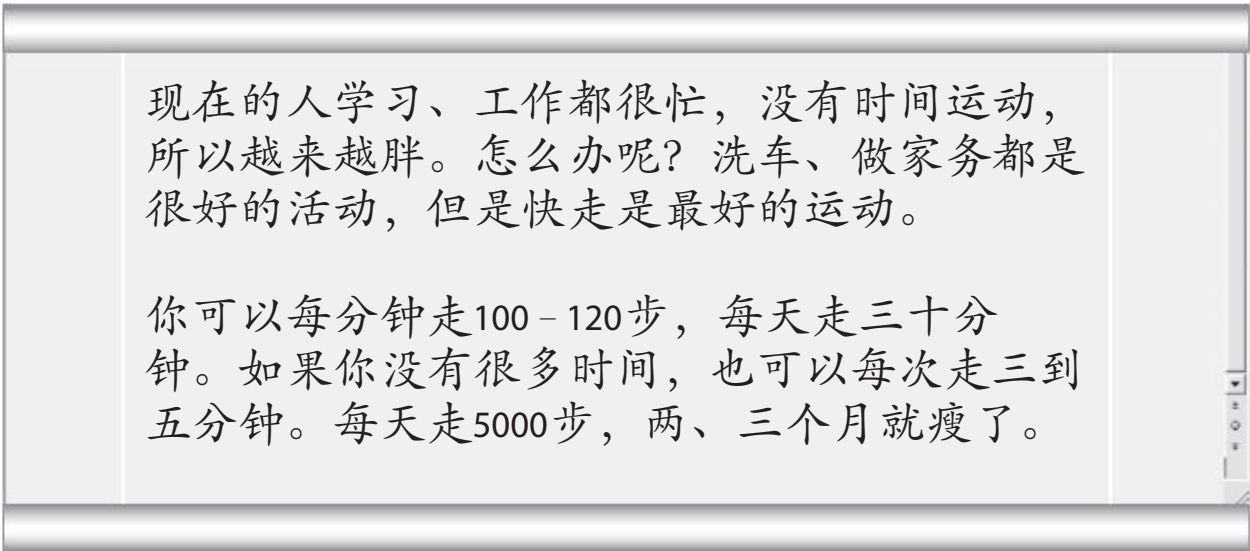 现在的人学习、工作都很忙，没有时间运动，
所以越来越胖。怎么办呢？洗车、做家务都是
很好的活动，但是快走是最好的运动。
你可以每分钟走100–120步，每天走三十分
钟。如果你没有很多时间，也可以每次走三到
五分钟。每天走5000步，两、三个月就瘦了。